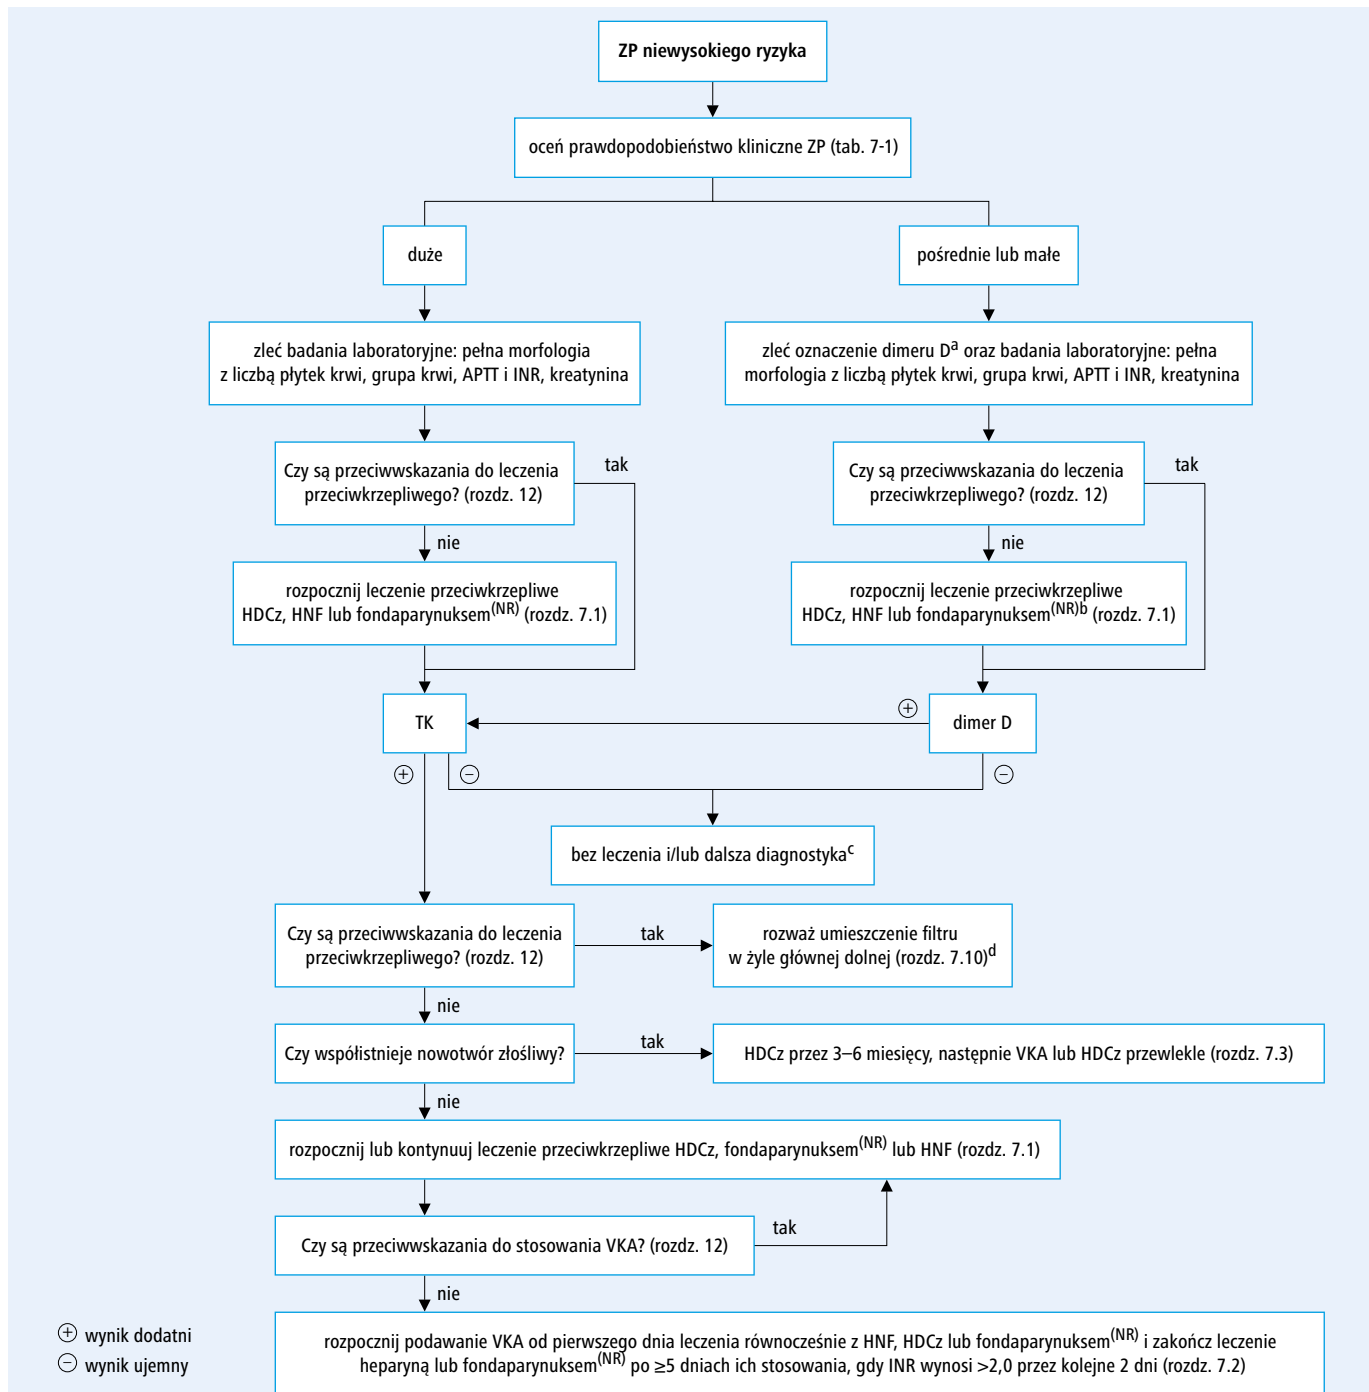 ZP niewysokiego ryzyka
oceń prawdopodobieństwo kliniczne ZP (tab. 7-1)
duże
pośrednie lub małe
zleć badania laboratoryjne: pełna morfologia
z liczbą płytek krwi, grupa krwi, APTT i INR, kreatynina
zleć oznaczenie dimeru Dᵃ oraz badania laboratoryjne: pełna
morfologia z liczbą płytek krwi, grupa krwi, APTT i INR, kreatynina
Czy są przeciwwskazania do leczenia
przeciwkrzepliwego? (rozdz. 12)
tak
Czy są przeciwwskazania do leczenia
przeciwkrzepliwego? (rozdz. 12)
tak
nie
nie
rozpocznij leczenie przeciwkrzepliwe
HDCz, HNF lub fondaparynuksem(NR) (rozdz. 7.1)
rozpocznij leczenie przeciwkrzepliwe
HDCz, HNF lub fondaparynuksem(NR)b (rozdz. 7.1)
TK
⊕
dimer D
⊕
⊖
⊖
bez leczenia i/lub dalsza diagnostykaᶜ
Czy są przeciwwskazania do leczenia
przeciwkrzepliwego? (rozdz. 12)
tak
rozważ umieszczenie filtru
w żyle głównej dolnej (rozdz. 7.10)ᵈ
nie
Czy współistnieje nowotwór złośliwy?
tak
HDCz przez 3–6 miesięcy, następnie VKA lub HDCz przewlekle (rozdz. 7.3)
nie
rozpocznij lub kontynuuj leczenie przeciwkrzepliwe HDCz, fondaparynuksem(NR) lub HNF (rozdz. 7.1)
Czy są przeciwwskazania do stosowania VKA? (rozdz. 12)
tak
nie
rozpocznij podawanie VKA od pierwszego dnia leczenia równocześnie z HNF, HDCz lub fondaparynuksem(NR) i zakończ leczenie
heparyną lub fondaparynuksem(NR) po ≥5 dniach ich stosowania, gdy INR wynosi >2,0 przez kolejne 2 dni (rozdz. 7.2)
⊕ wynik dodatni
⊖ wynik ujemny